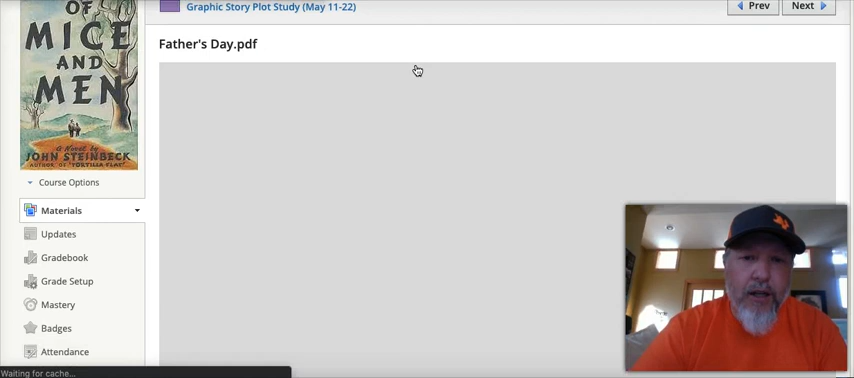 Graphic Story Plot Study (May 11-22)
Prev
Next
OF
MICE
AND
MEN
A Novel by
JOHN STEINBECK
AUTHOR OF "TORTILLA FLAT"
Father's Day.pdf
Course Options
Materials
Updates
Gradebook
Grade Setup
Mastery
Badges
Attendance
Waiting for cache...